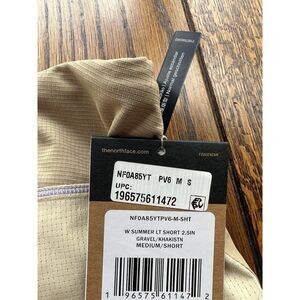 thenorthface.com
NF0A85YT PV6 M S
UPC:
196575611472
NF0A85YTPV6-M-SHT
W SUMMER LT SHORT 2.5IN
GRAVEL/KHAKISTN
MEDIUM/SHORT
1 96575 61147 2